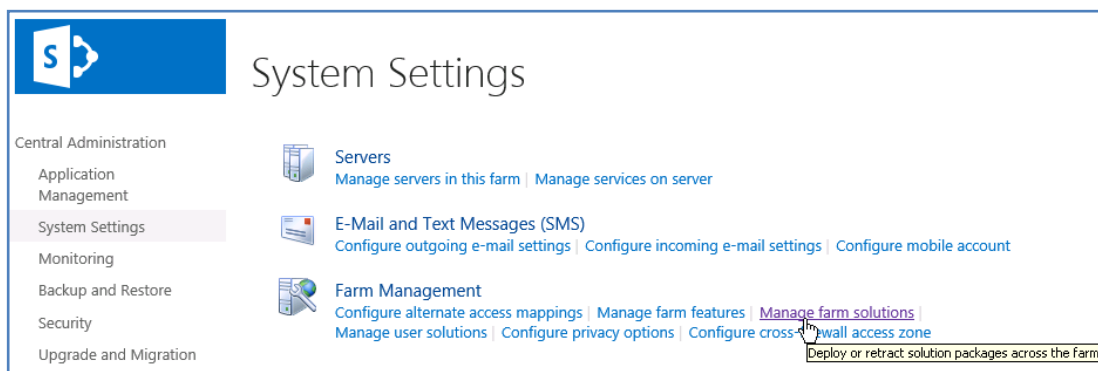 S
System Settings
Central Administration
Application
Management
System Settings
Monitoring
Backup and Restore
Security
Upgrade and Migration
Servers
Manage servers in this farm | Manage services on server
E-Mail and Text Messages (SMS)
Configure outgoing e-mail settings | Configure incoming e-mail settings | Configure mobile account
Farm Management
Configure alternate access mappings | Manage farm features | Manage farm solutions |
Manage user solutions | Configure privacy options | Configure cross-firewall access zone
Deploy or retract solution packages across the farm